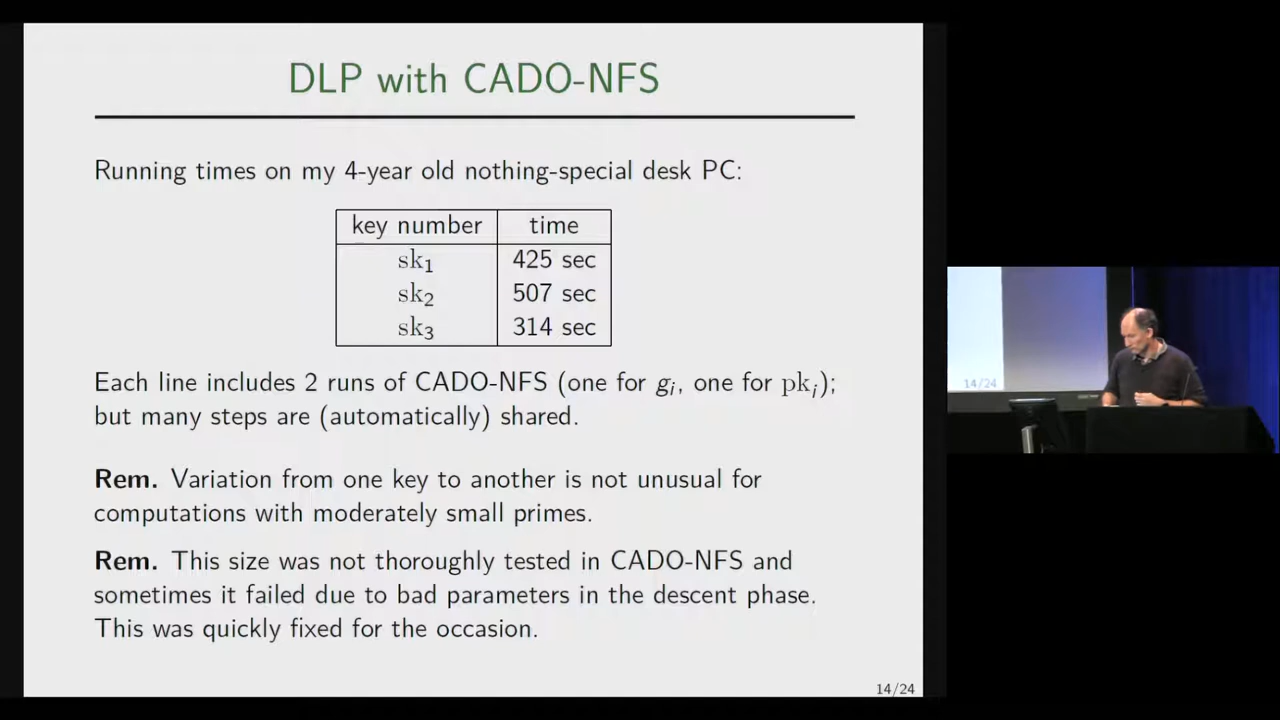 DLP with CADO-NFS
Running times on my 4-year old nothing-special desk PC:
key number time
sk₁ 425 sec
sk₂ 507 sec
sk₃ 314 sec
Each line includes 2 runs of CADO-NFS (one for gᵢ, one for pkᵢ);
but many steps are (automatically) shared.
Rem. Variation from one key to another is not unusual for
computations with moderately small primes.
Rem. This size was not thoroughly tested in CADO-NFS and
sometimes it failed due to bad parameters in the descent phase.
This was quickly fixed for the occasion.
14/24
14/24